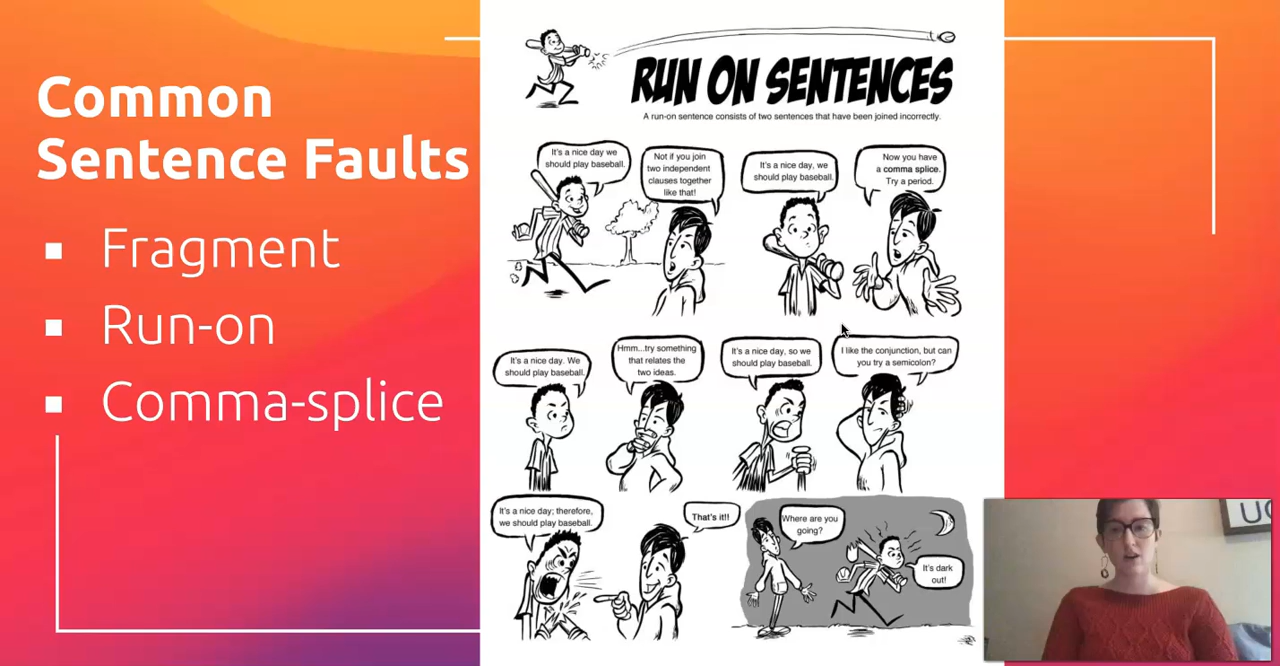 Common
Sentence Faults
Fragment
Run-on
Comma-splice
RUN ON SENTENCES
A run-on sentence consists of two sentences that have been joined incorrectly.
It's a nice day we
should play baseball.
Not if you join
two independent
clauses together
like that!
It's a nice day, we
should play baseball.
Now you have
a comma splice.
Try a period.
It's a nice day. We
should play baseball.
Hmm...try something
that relates the
two ideas.
It's a nice day, so we
should play baseball.
I like the conjunction, but can
you try a semicolon?
It's a nice day; therefore,
we should play baseball.
That's it!!
Where are you
going?
It's dark
out!